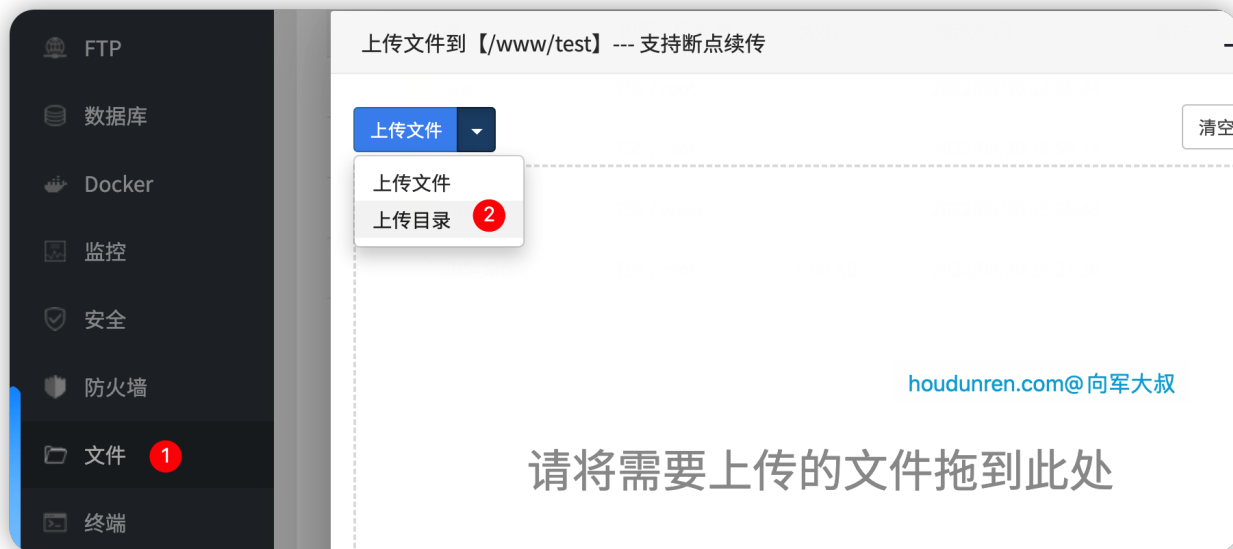 FTP
数据库
Docker
监控
安全
防火墙
文件 1
终端
上传文件到【/www/test】--- 支持断点续传
上传文件
清空
上传文件
上传目录 2
houdunren.com@向军大叔
请将需要上传的文件拖到此处